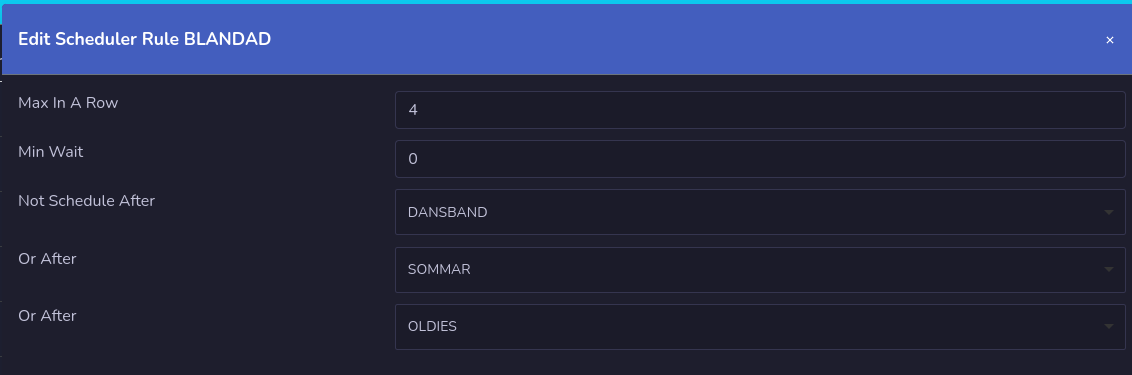 Edit Scheduler Rule BLANDAD
×
Max In A Row
4
Min Wait
0
Not Schedule After
DANSBAND
Or After
SOMMAR
Or After
OLDIES